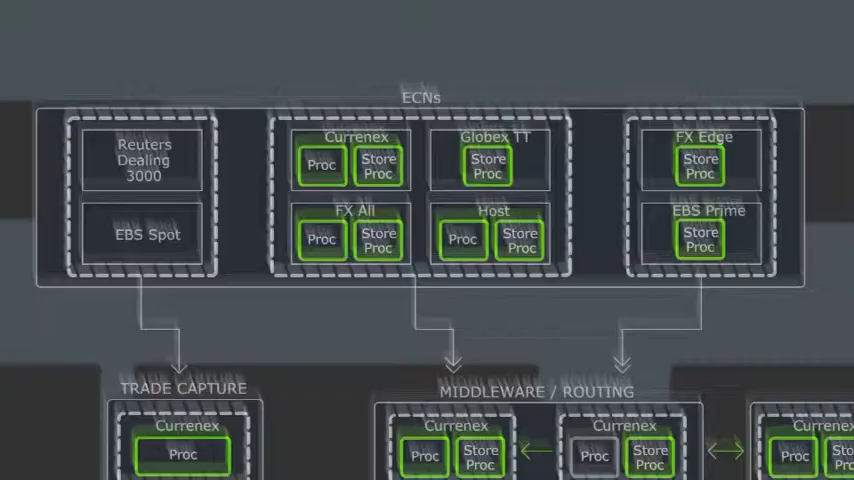 ECNs
Reuters
Dealing
3000
EBS Spot
Currenex
Proc
Store
Proc
Globex TT
Store
Proc
FX All
Proc
Store
Proc
Host
Proc
Store
Proc
FX Edge
Store
Proc
EBS Prime
Store
Proc
TRADE CAPTURE
Currenex
Proc
MIDDLEWARE / ROUTING
Currenex
Proc
Store
Proc
Currenex
Proc
Store
Proc
Currenex
Proc
Sto
Pro